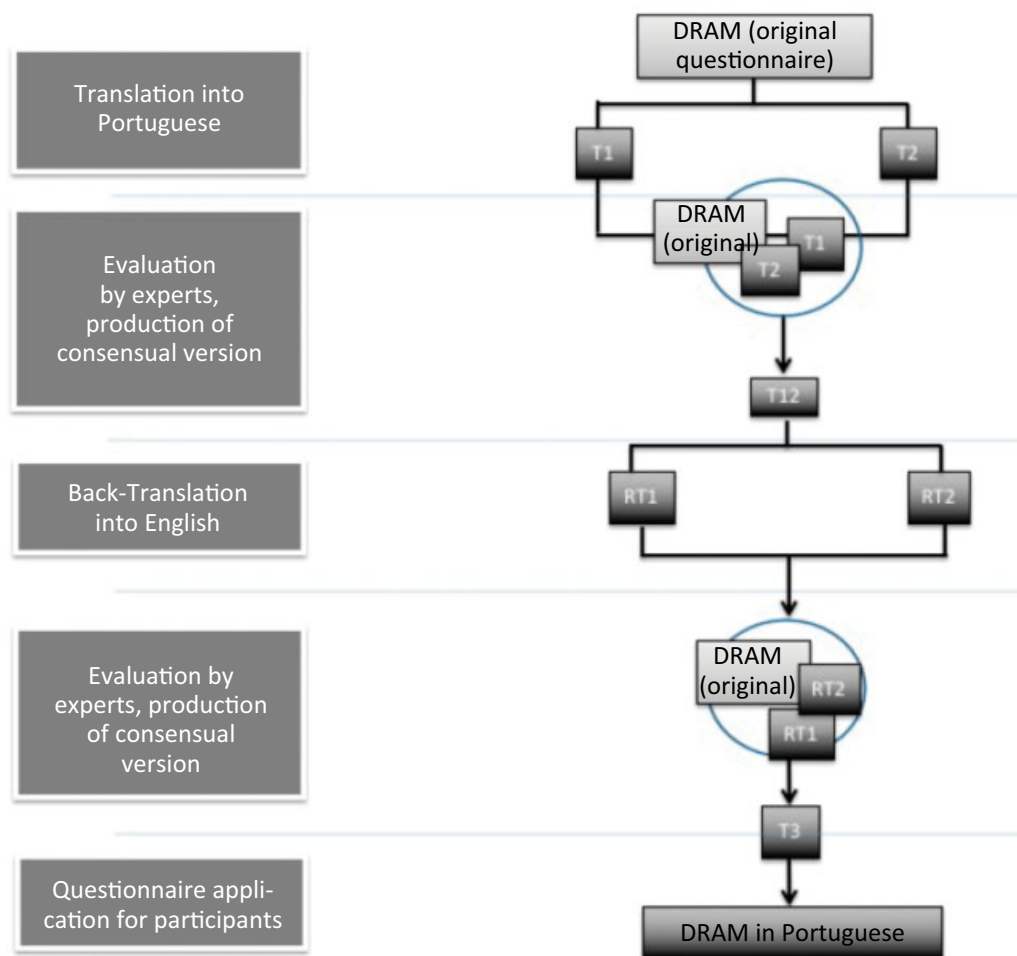 DRAM (original
questionnaire)
Translation into
Portuguese
T1
T2
DRAM
(original)
T1
T2
Evaluation
by experts,
production of
consensual version
T12
Back-Translation
into English
RT1
RT2
DRAM
(original)
RT2
RT1
Evaluation by
experts, production
of consensual
version
T3
Questionnaire appli-
cation for participants
DRAM in Portuguese